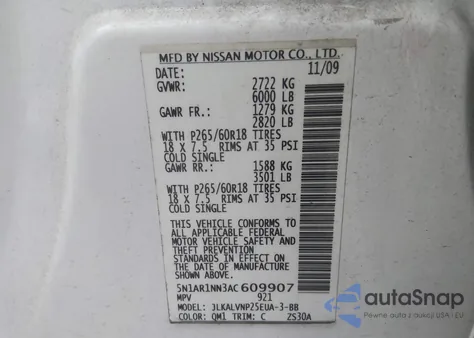 MFD BY NISSAN MOTOR CO., LTD.
DATE: 11/09
GVWR: 2722 KG
6000 LB
GAWR FR.: 1279 KG
2820 LB
WITH P265/60R18 TIRES
18 X 7.5 RIMS AT 35 PSI
COLD SINGLE
GAWR RR.: 1588 KG
3501 LB
WITH P265/60R18 TIRES
18 X 7.5 RIMS AT 35 PSI
COLD SINGLE
THIS VEHICLE CONFORMS TO
ALL APPLICABLE FEDERAL
MOTOR VEHICLE SAFETY AND
THEFT PREVENTION
STANDARDS IN EFFECT ON
THE DATE OF MANUFACTURE
SHOWN ABOVE.
5N1AR1NN3AC609907
MPV 921
MODEL: JLKALVNP25EUA-3-BB
COLOR: QM1 TRIM: C ZS30A
autoSnap
Cars from Auction